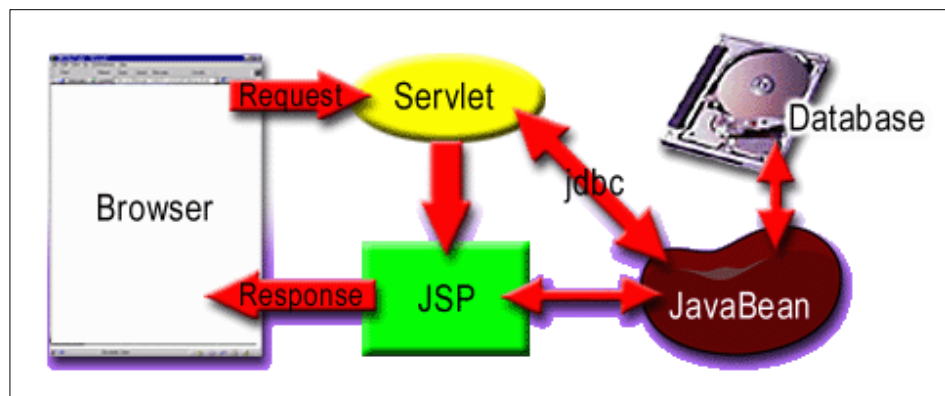 Request
Servlet
Database
jdbc
Browser
Response
JSP
JavaBean